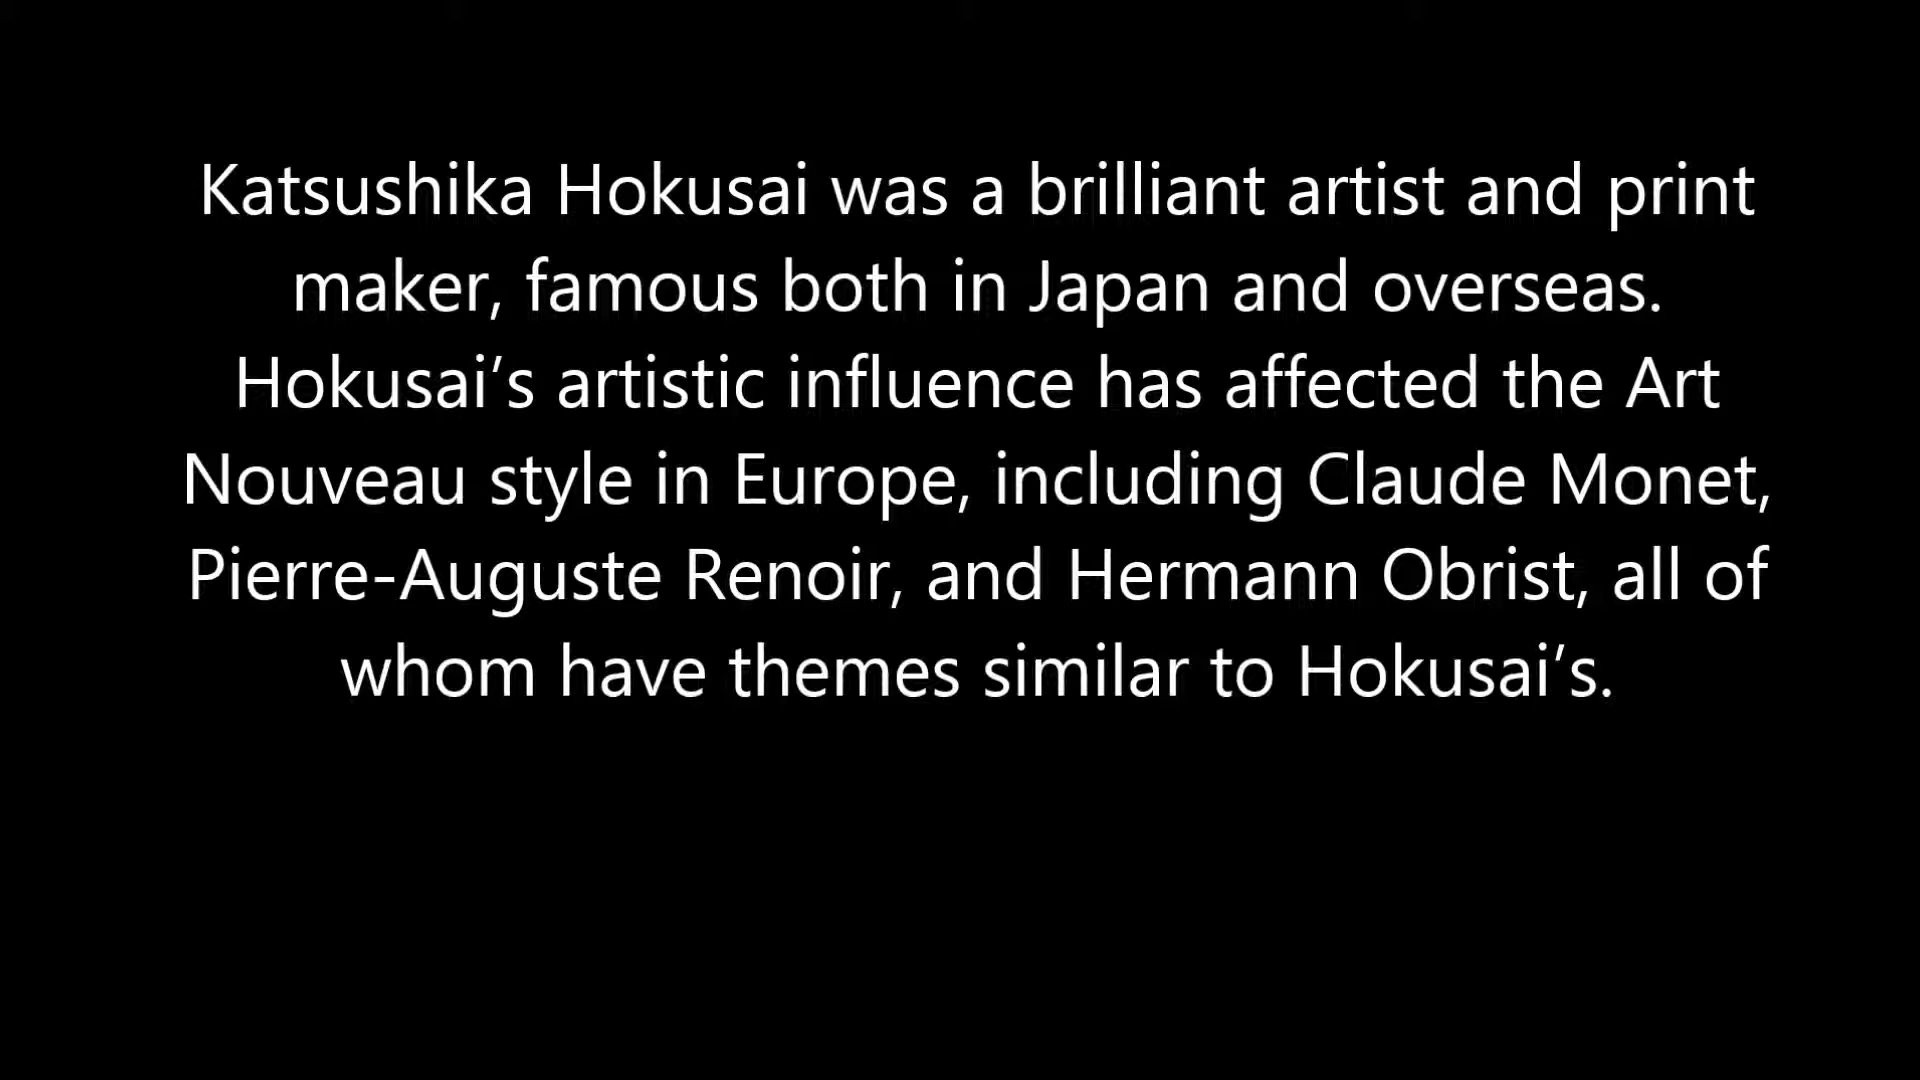 Katsushika Hokusai was a brilliant artist and print
maker, famous both in Japan and overseas.
Hokusai’s artistic influence has affected the Art
Nouveau style in Europe, including Claude Monet,
Pierre-Auguste Renoir, and Hermann Obrist, all of
whom have themes similar to Hokusai’s.